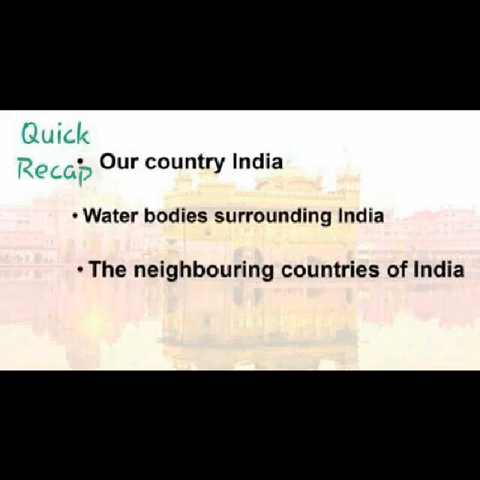 Quick
Recap
• Our country India
• Water bodies surrounding India
• The neighbouring countries of India